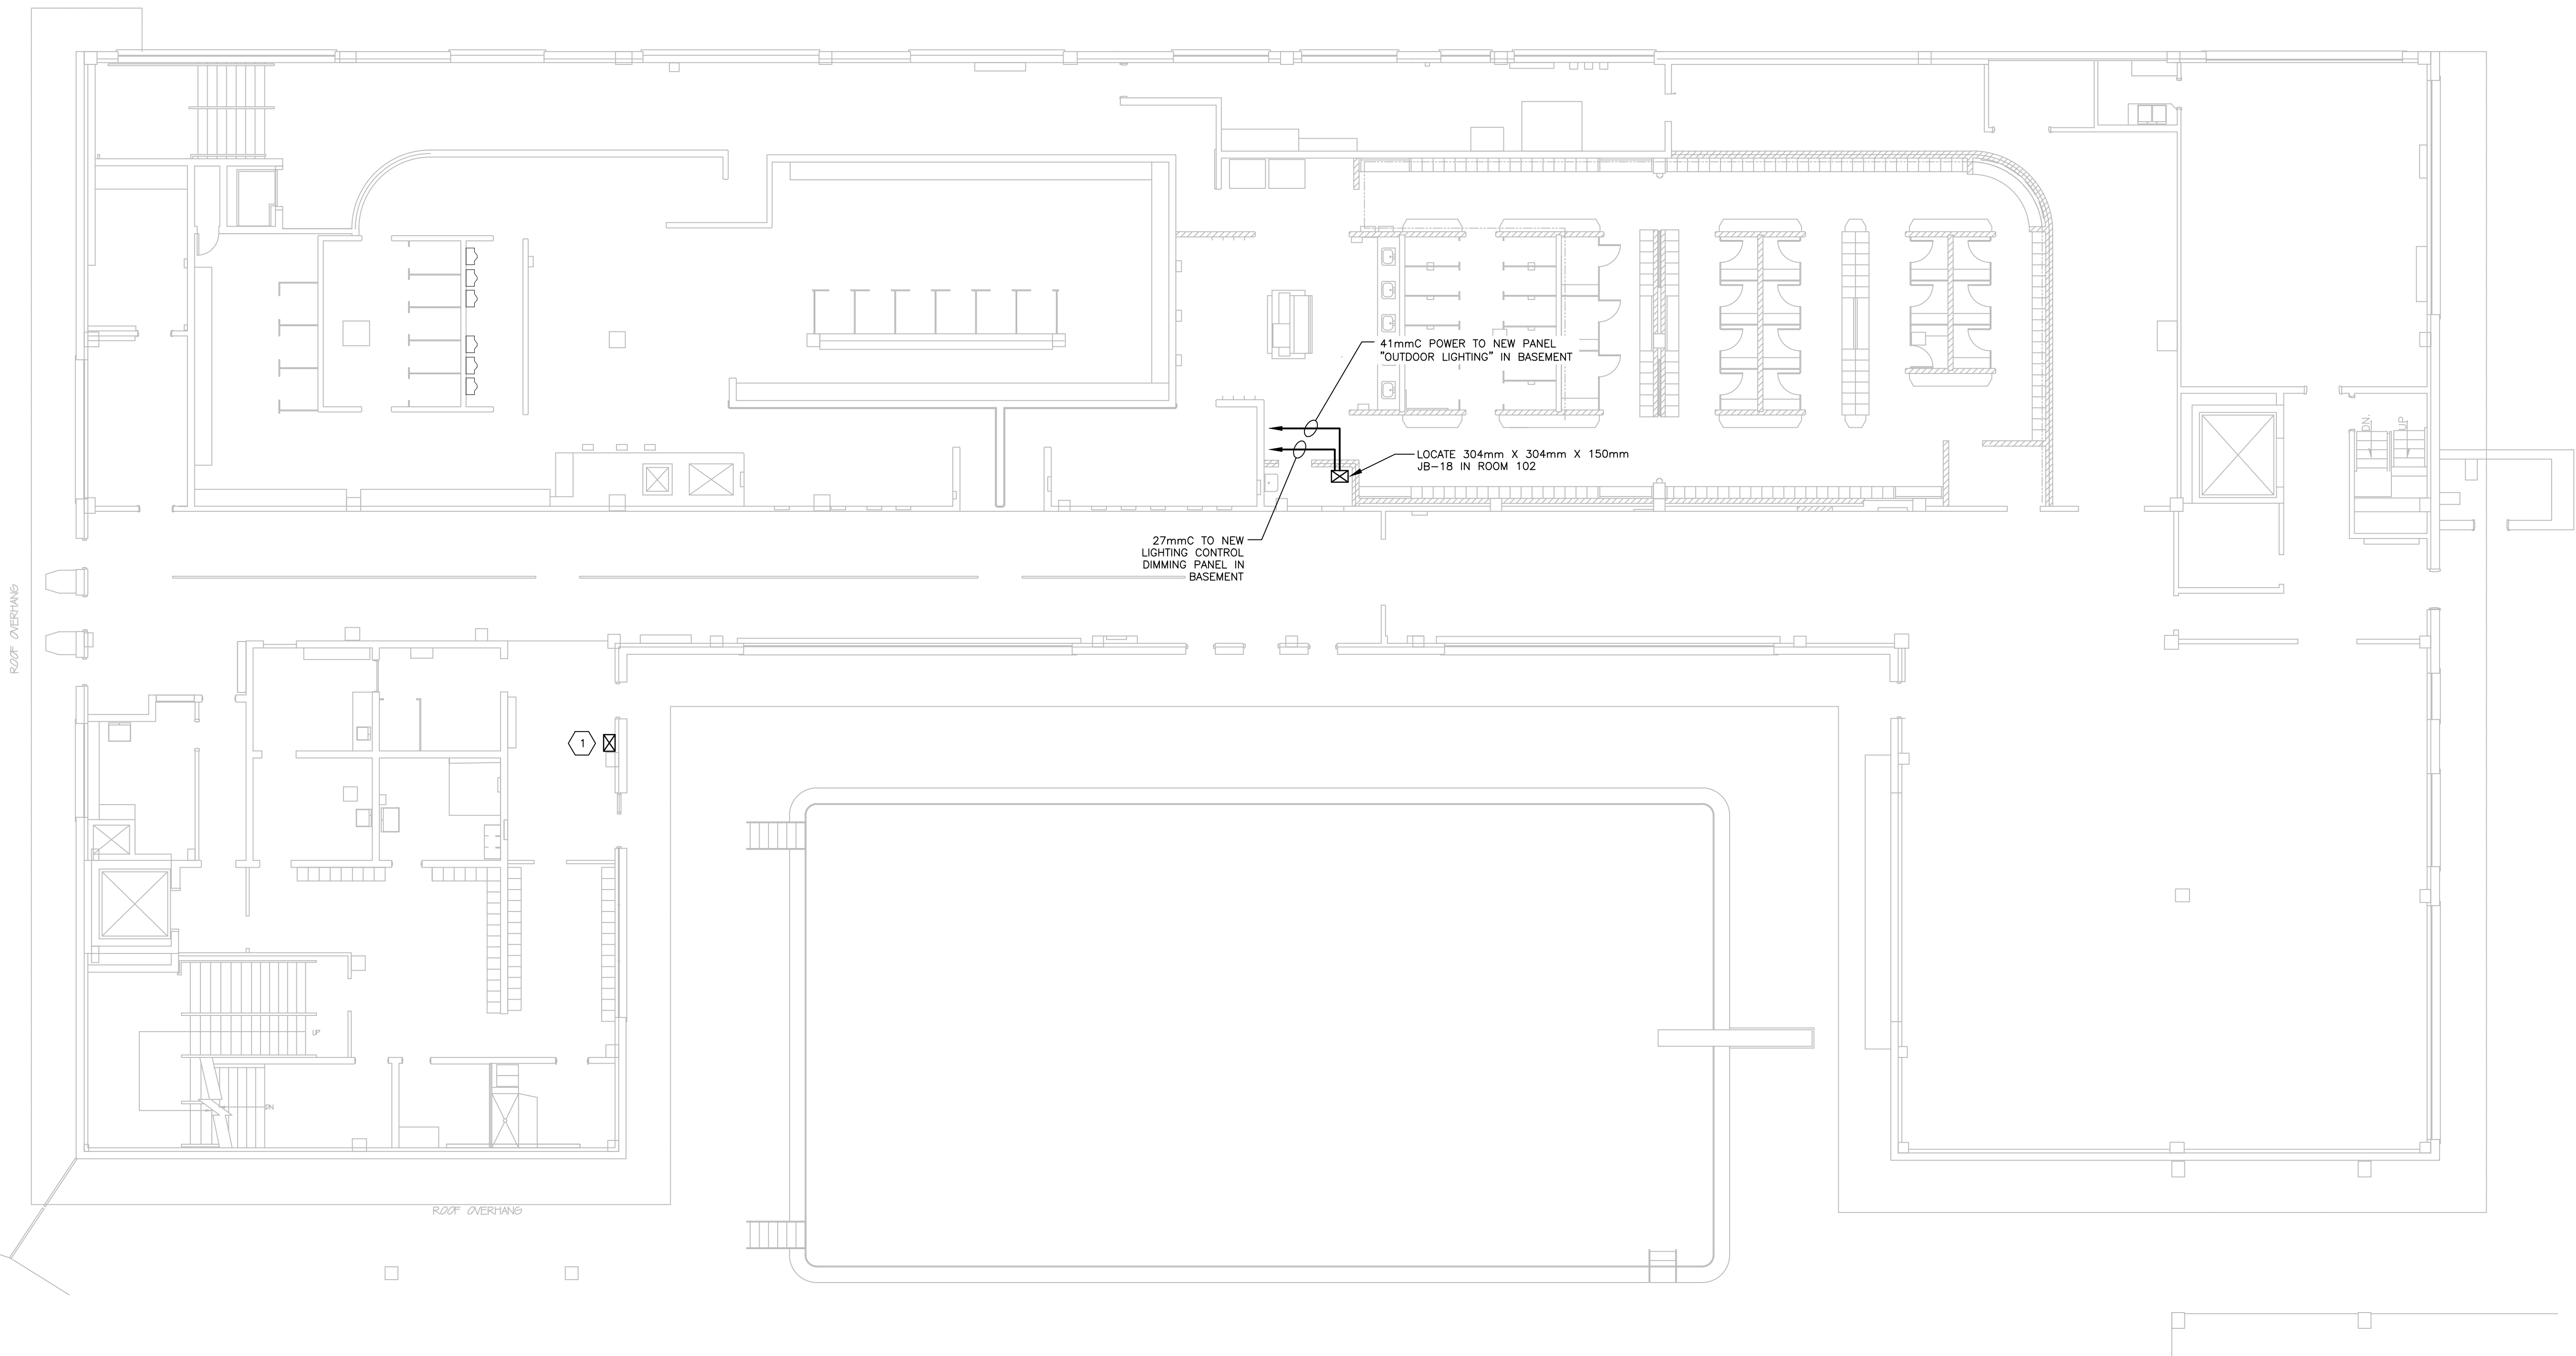 41mmC POWER TO NEW PANEL
"OUTDOOR LIGHTING" IN BASEMENT
DN.
UP
LOCATE 304mm X 304mm X 150mm
JB-18 IN ROOM 102
27mmC TO NEW
LIGHTING CONTROL
DIMMING PANEL IN
BASEMENT
ROOF OVERHANG
1
UP
DN
ROOF OVERHANG